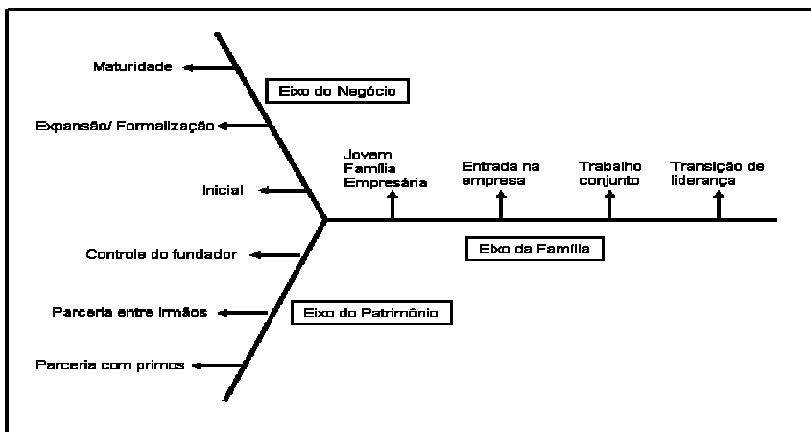 Maturidade
Eixo do Negócio
Expansão/ Formalização
Jovem
Família
Empresária
Entrada na
empresa
Trabalho
conjunto
Transição de
liderança
Inicial
Controle do fundador
Eixo da Família
Parceria entre irmãos
Eixo do Patrimônio
Parceria com primos